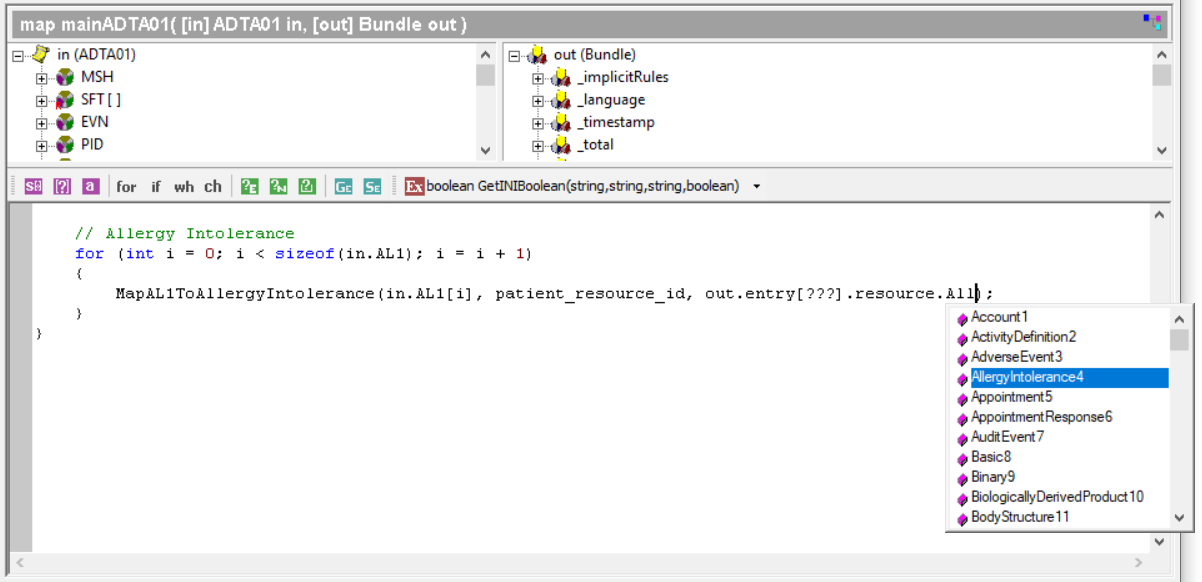 map mainADTA01( [in] ADTA01 in, [out] Bundle out )
in (ADTA01)
MSH
SFT [ ]
EVN
PID
out (Bundle)
_implicitRules
_language
_timestamp
_total
for if wh ch ?E ?N Ex boolean GetINIBoolean(string,string,string,boolean)
// Allergy Intolerance
for (int i = 0; i < sizeof(in.AL1); i = i + 1)
{
MapAL1ToAllergyIntolerance(in.AL1[i], patient_resource_id, out.entry[???].resource.All);
}
}
Account1
ActivityDefinition2
AdverseEvent3
AllergyIntolerance4
Appointment5
AppointmentResponse6
AuditEvent7
Basic8
Binary9
BiologicallyDerivedProduct10
BodyStructure11